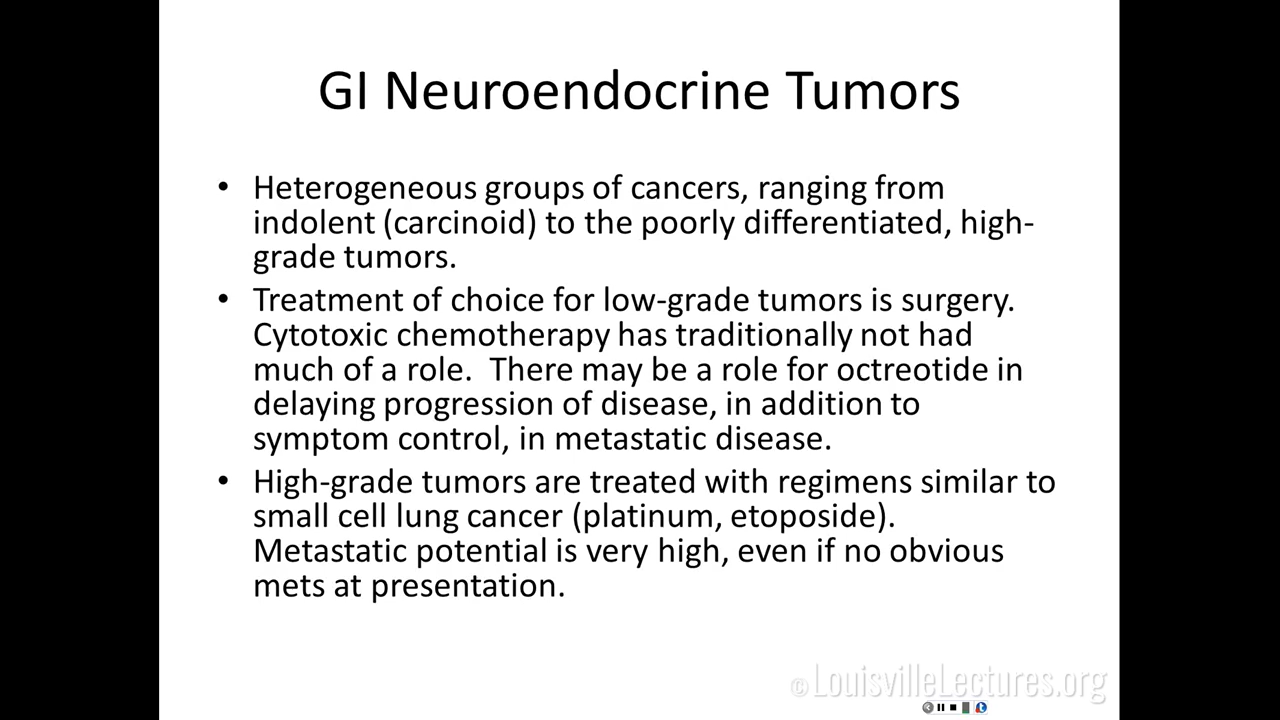 GI Neuroendocrine Tumors
• Heterogeneous groups of cancers, ranging from
indolent (carcinoid) to the poorly differentiated, high-
grade tumors.
• Treatment of choice for low-grade tumors is surgery.
Cytotoxic chemotherapy has traditionally not had
much of a role.  There may be a role for octreotide in
delaying progression of disease, in addition to
symptom control, in metastatic disease.
• High-grade tumors are treated with regimens similar to
small cell lung cancer (platinum, etoposide).
Metastatic potential is very high, even if no obvious
mets at presentation.
© LouisvilleLectures.org